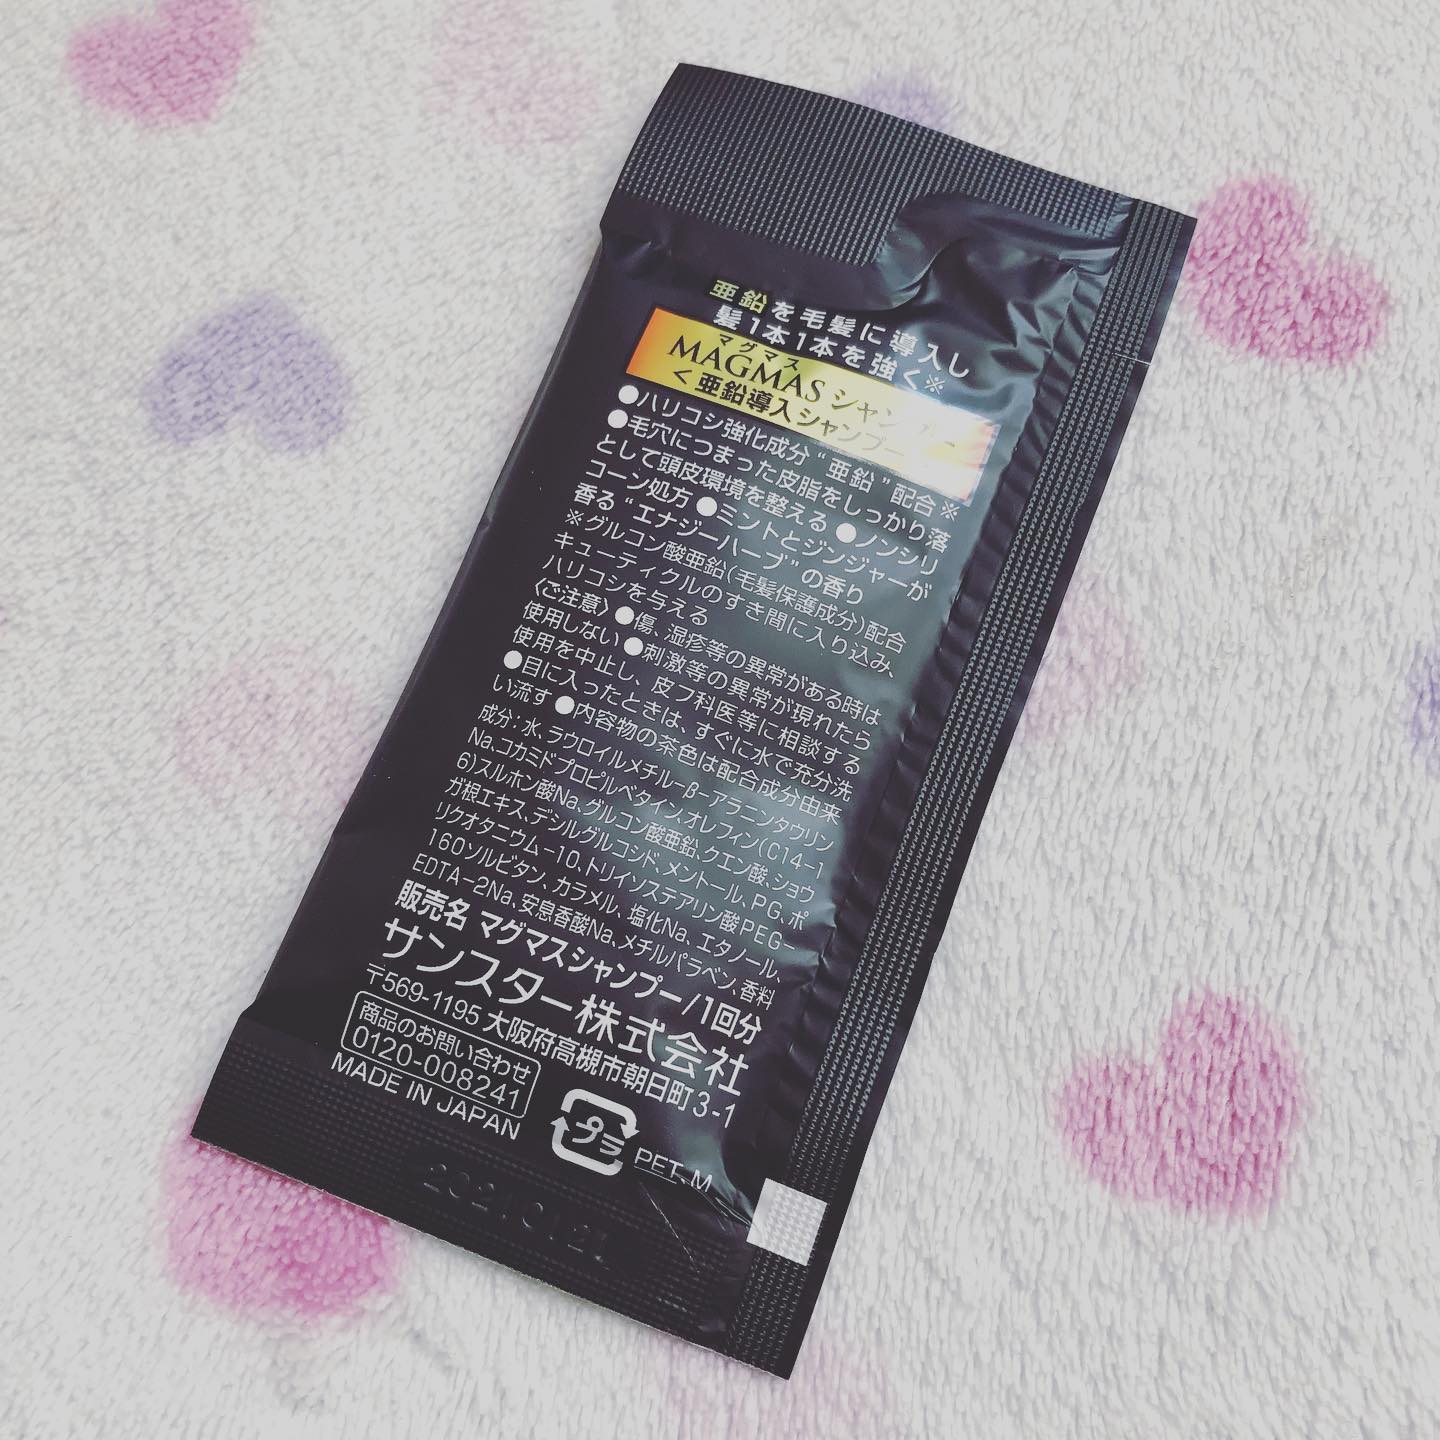 亜鉛を毛髪に導入し
髪1本1本を強く※
マグマス
MAGMAS シャンプー
<亜鉛導入シャンプー
●ハリコシ強化成分“亜鉛”配合※
●毛穴につまった皮脂をしっかり落
として頭皮環境を整える ●ノンシリ
コーン処方 ●ミントとジンジャーが
香る“エナジーハーブ”の香り
※グルコン酸亜鉛(毛髪保護成分)配合
キューティクルのすき間に入り込み、
ハリコシを与える
〈ご注意〉●傷、湿疹等の異常がある時は
使用しない ●刺激等の異常が現れたら
使用を中止し、皮フ科医等に相談する
●目に入ったときは、すぐに水で充分洗
い流す ●内容物の茶色は配合成分由来
成分:水、ラウロイルメチル-β-アラニンタウリン
Na、コカミドプロピルベタイン、オレフィン(C14-1
6)スルホン酸Na、グルコン酸亜鉛、クエン酸、ショウ
ガ根エキス、デシルグルコシド、メントール、PG、ポ
リクオタニウム-10、トリイソステアリン酸PEG-
160ソルビタン、カラメル、塩化Na、エタノール、
EDTA-2Na、安息香酸Na、メチルパラベン、香料
販売名 マグマスシャンプー/1回分
サンスター株式会社
〒569-1195 大阪府高槻市朝日町3-1
商品のお問い合わせ
0120-008241
MADE IN JAPAN
プラ
PET、M